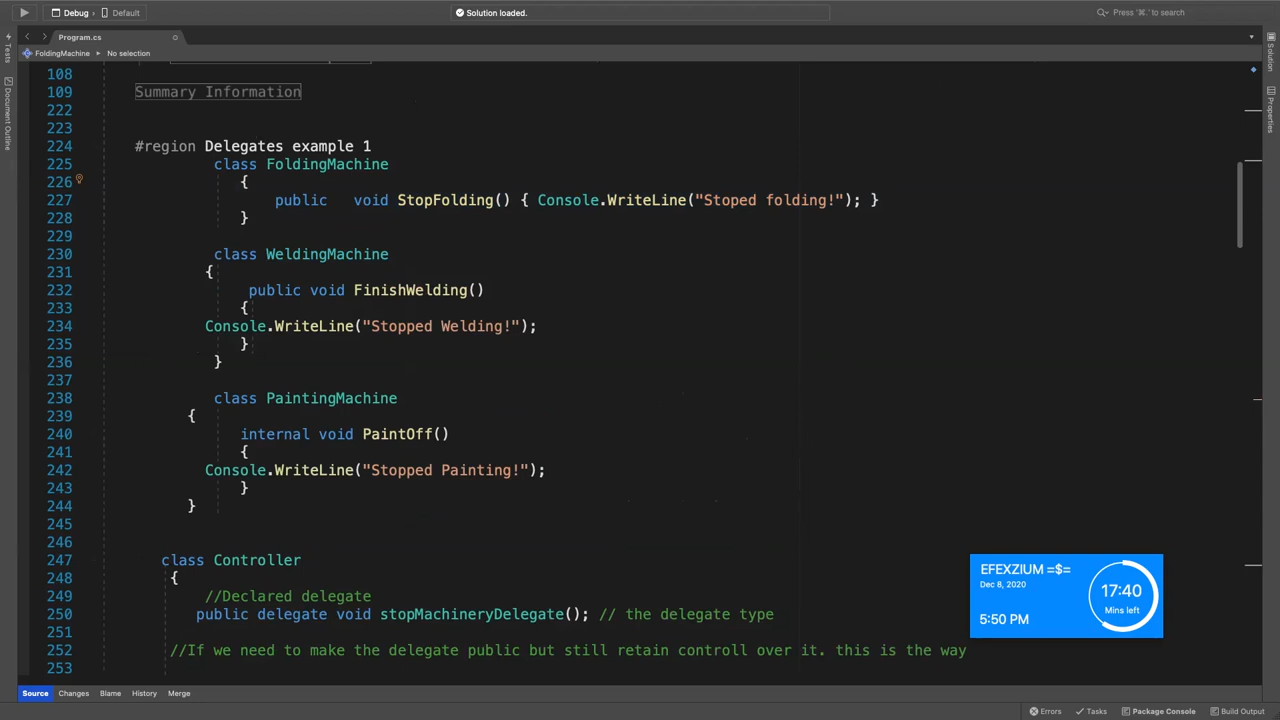 Debug › Default
Solution loaded.
Press '⌘.' to search
Program.cs
FoldingMachine ▸ No selection
Tests
Document Outline
Solution
Properties
108
109 Summary Information
222
223
224 #region Delegates example 1
225 class FoldingMachine
226 {
227 public void StopFolding() { Console.WriteLine("Stoped folding!"); }
228 }
229
230 class WeldingMachine
231 {
232 public void FinishWelding()
233 {
234 Console.WriteLine("Stopped Welding!");
235 }
236 }
237
238 class PaintingMachine
239 {
240 internal void PaintOff()
241 {
242 Console.WriteLine("Stopped Painting!");
243 }
244 }
245
246
247 class Controller
248 {
249 //Declared delegate
250 public delegate void stopMachineryDelegate(); // the delegate type
251
252 //If we need to make the delegate public but still retain controll over it. this is the way
253
EFEXZIUM =$=
Dec 8, 2020
5:50 PM
17:40
Mins left
Source Changes Blame History Merge
Errors Tasks Package Console Build Output